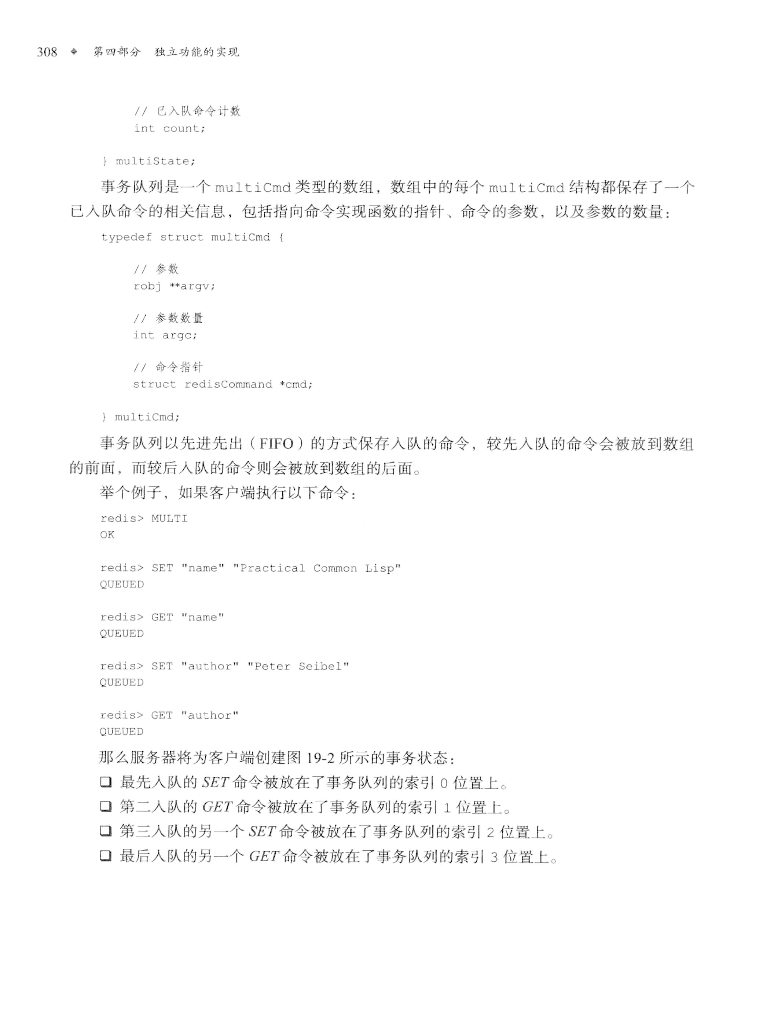 308 ◆ 第四部分 独立功能的实现
// 已入队命令计数
int count;
} multiState;
事务队列是一个 multiCmd 类型的数组，数组中的每个 multiCmd 结构都保存了一个
已入队命令的相关信息，包括指向命令实现函数的指针、命令的参数，以及参数的数量：
typedef struct multiCmd {
// 参数
robj **argv;
// 参数数量
int argc;
// 命令指针
struct redisCommand *cmd;
} multiCmd;
事务队列以先进先出（FIFO）的方式保存入队的命令，较先入队的命令会被放到数组
的前面，而较后入队的命令则会被放到数组的后面。
举个例子，如果客户端执行以下命令：
redis> MULTI
OK
redis> SET "name" "Practical Common Lisp"
QUEUED
redis> GET "name"
QUEUED
redis> SET "author" "Peter Seibel"
QUEUED
redis> GET "author"
QUEUED
那么服务器将为客户端创建图 19-2 所示的事务状态：
❑ 最先入队的 SET 命令被放在了事务队列的索引 0 位置上。
❑ 第二入队的 GET 命令被放在了事务队列的索引 1 位置上。
❑ 第三入队的另一个 SET 命令被放在了事务队列的索引 2 位置上。
❑ 最后入队的另一个 GET 命令被放在了事务队列的索引 3 位置上。